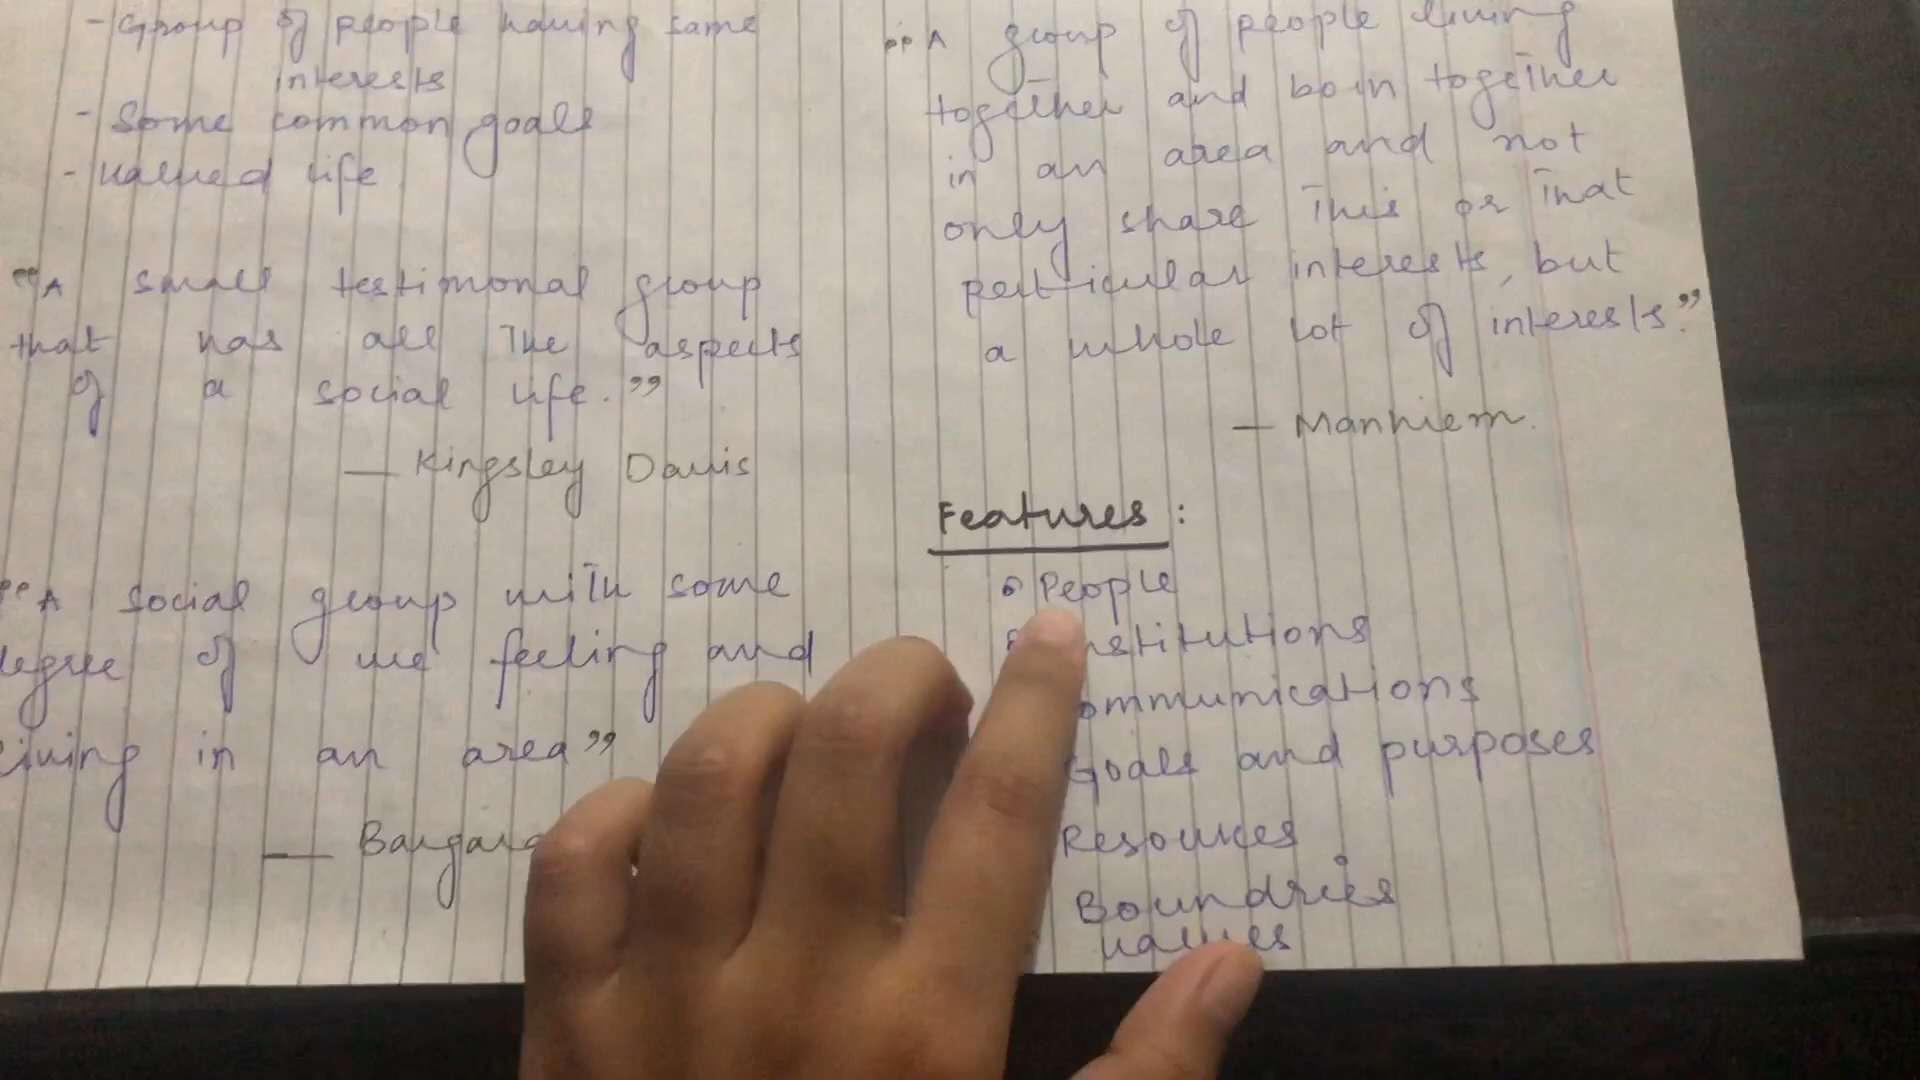 - Group of people having same
interests
- Some common goals
- Valued life
"A small testimonal group
that has all the aspects
of a social life."
— Kingsley Davis
"A social group with some
degree of we feeling and
living in an area"
—
"A group of people living
together and born together
in an area and not
only share this or that
particular interests, but
a whole lot of interests."
— Manhiem.
Features :
• People
nstitutions
ommunications
Goals and purposes
Resources
Boundries
values